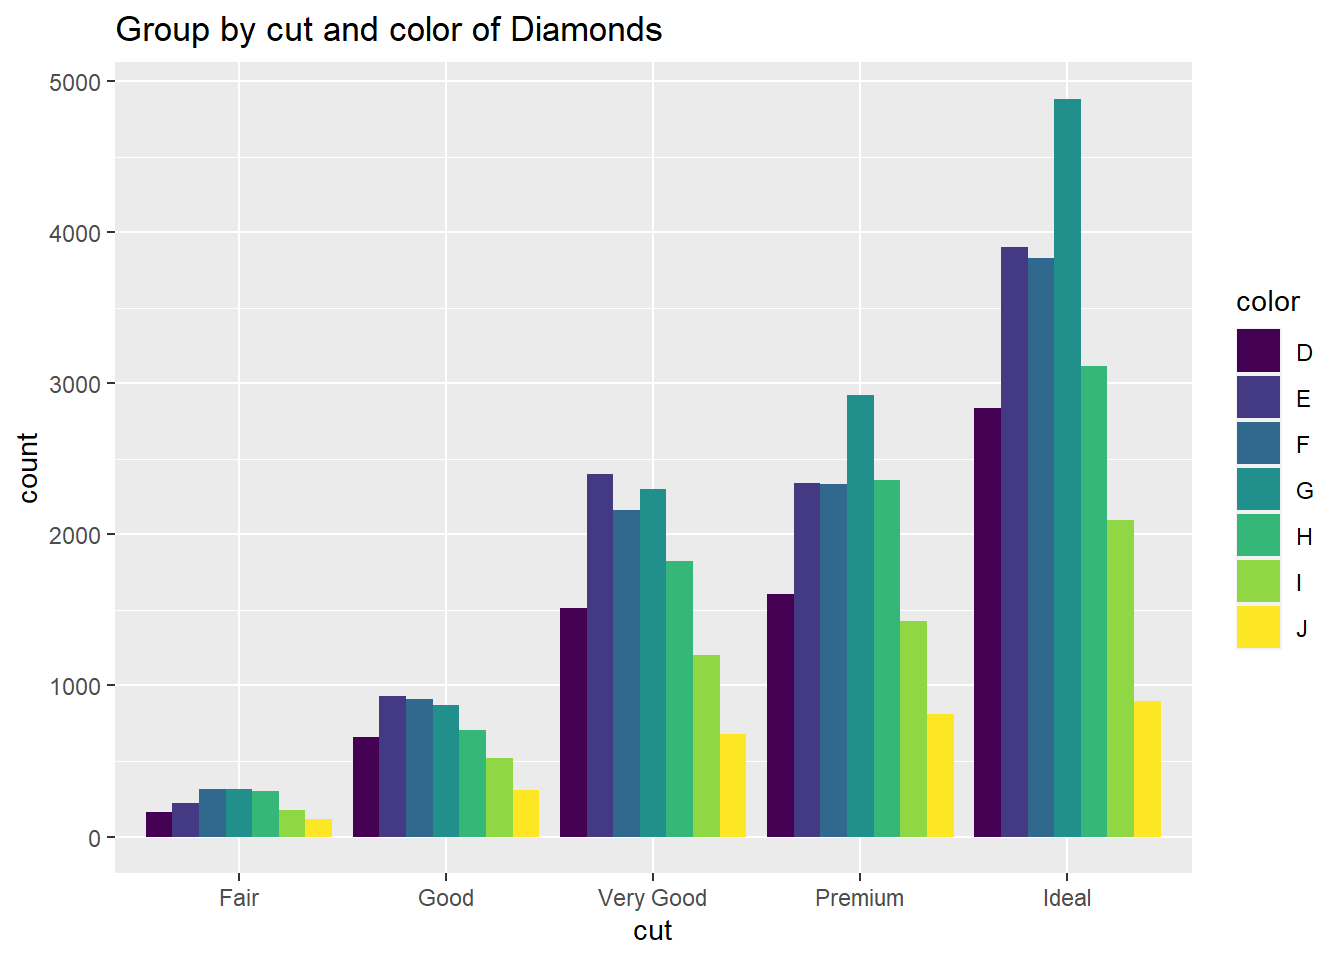 Group by cut and color of Diamonds
5000
4000
3000
2000
1000
0
count
Fair Good Very Good Premium Ideal
cut
color
D
E
F
G
H
I
J